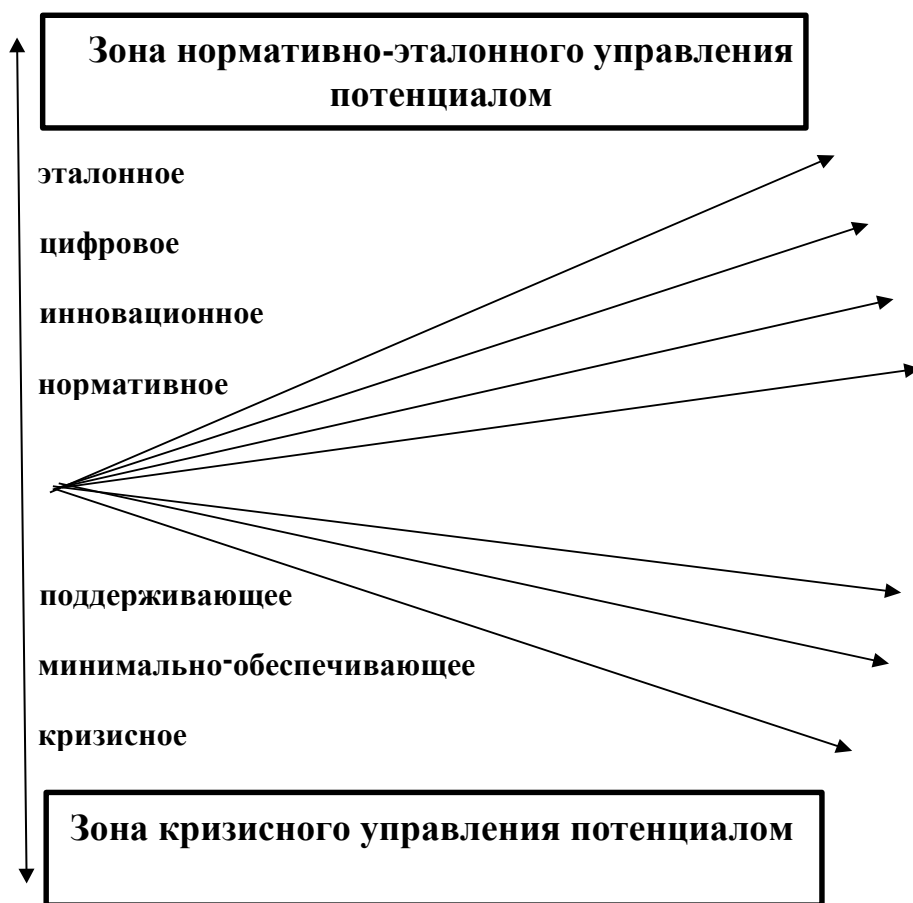 Зона нормативно-эталонного управления
потенциалом
эталонное
цифровое
инновационное
нормативное
поддерживающее
минимально-обеспечивающее
кризисное
Зона кризисного управления потенциалом